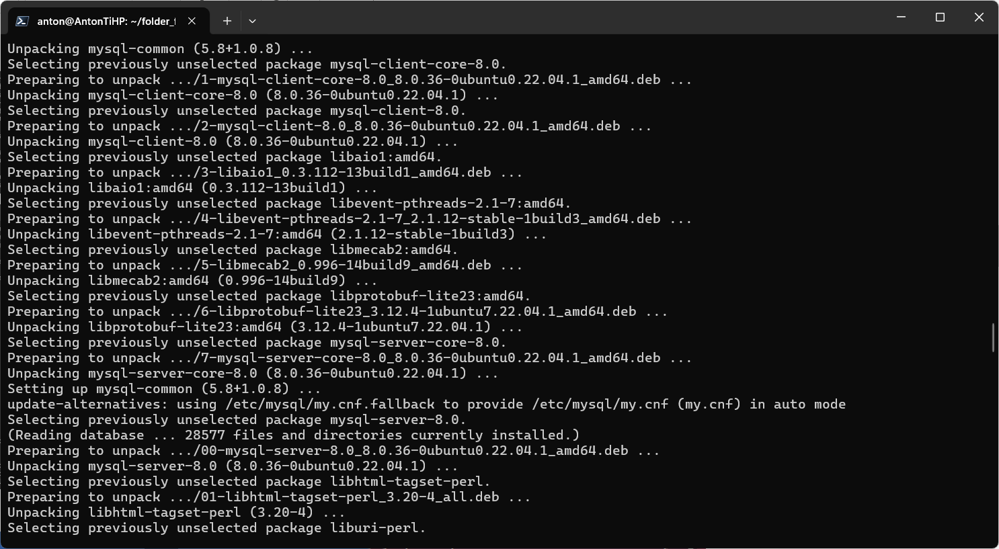 anton@AntonTiHP: ~/folder_
Unpacking mysql-common (5.8+1.0.8) ...
Selecting previously unselected package mysql-client-core-8.0.
Preparing to unpack .../1-mysql-client-core-8.0_8.0.36-0ubuntu0.22.04.1_amd64.deb ...
Unpacking mysql-client-core-8.0 (8.0.36-0ubuntu0.22.04.1) ...
Selecting previously unselected package mysql-client-8.0.
Preparing to unpack .../2-mysql-client-8.0_8.0.36-0ubuntu0.22.04.1_amd64.deb ...
Unpacking mysql-client-8.0 (8.0.36-0ubuntu0.22.04.1) ...
Selecting previously unselected package libaio1:amd64.
Preparing to unpack .../3-libaio1_0.3.112-13build1_amd64.deb ...
Unpacking libaio1:amd64 (0.3.112-13build1) ...
Selecting previously unselected package libevent-pthreads-2.1-7:amd64.
Preparing to unpack .../4-libevent-pthreads-2.1-7_2.1.12-stable-1build3_amd64.deb ...
Unpacking libevent-pthreads-2.1-7:amd64 (2.1.12-stable-1build3) ...
Selecting previously unselected package libmecab2:amd64.
Preparing to unpack .../5-libmecab2_0.996-14build9_amd64.deb ...
Unpacking libmecab2:amd64 (0.996-14build9) ...
Selecting previously unselected package libprotobuf-lite23:amd64.
Preparing to unpack .../6-libprotobuf-lite23_3.12.4-1ubuntu7.22.04.1_amd64.deb ...
Unpacking libprotobuf-lite23:amd64 (3.12.4-1ubuntu7.22.04.1) ...
Selecting previously unselected package mysql-server-core-8.0.
Preparing to unpack .../7-mysql-server-core-8.0_8.0.36-0ubuntu0.22.04.1_amd64.deb ...
Unpacking mysql-server-core-8.0 (8.0.36-0ubuntu0.22.04.1) ...
Setting up mysql-common (5.8+1.0.8) ...
update-alternatives: using /etc/mysql/my.cnf.fallback to provide /etc/mysql/my.cnf (my.cnf) in auto mode
Selecting previously unselected package mysql-server-8.0.
(Reading database ... 28577 files and directories currently installed.)
Preparing to unpack .../00-mysql-server-8.0_8.0.36-0ubuntu0.22.04.1_amd64.deb ...
Unpacking mysql-server-8.0 (8.0.36-0ubuntu0.22.04.1) ...
Selecting previously unselected package libhtml-tagset-perl.
Preparing to unpack .../01-libhtml-tagset-perl_3.20-4_all.deb ...
Unpacking libhtml-tagset-perl (3.20-4) ...
Selecting previously unselected package liburi-perl.